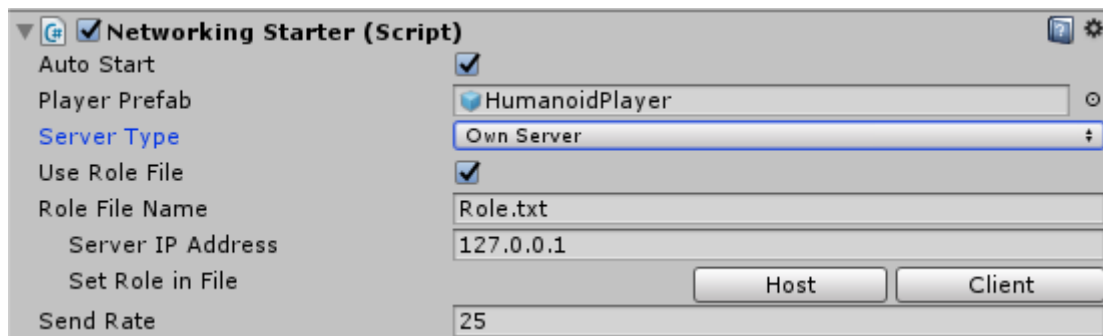 Networking Starter (Script)
Auto Start
Player Prefab HumanoidPlayer
Server Type Own Server
Use Role File
Role File Name Role.txt
Server IP Address 127.0.0.1
Set Role in File Host Client
Send Rate 25